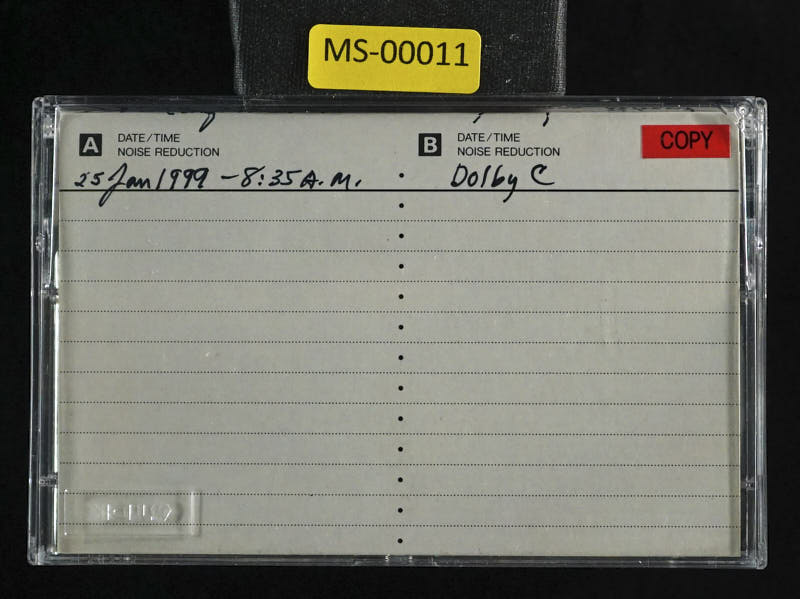 MS-00011
A DATE/TIME NOISE REDUCTION
B DATE/TIME NOISE REDUCTION
COPY
25 Jan 1999 - 8:35 A.M.
Dolby C